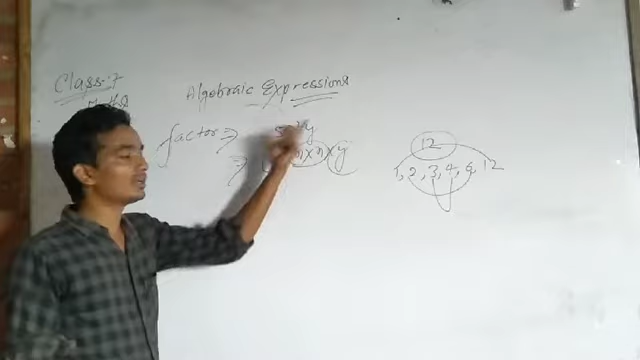 Class-7
Algebraic Expressions
factor ⇒
y
⇒ x × y
12
1, 2, 3, 4, 6, 12